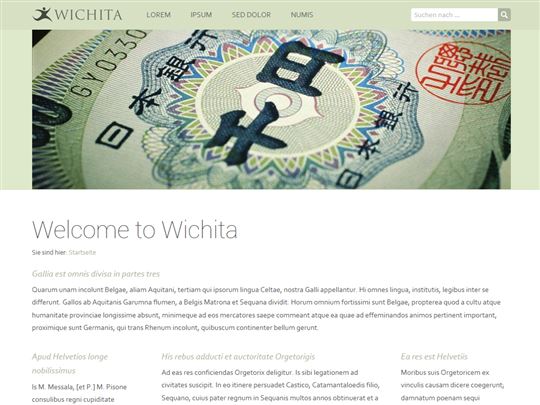 WICHITA LOREM IPSUM SED DOLOR NUMIS Suchen nach ...
GY0330
日本銀行
千円
日本銀行
Welcome to Wichita
Sie sind hier: Startseite
Gallia est omnis divisa in partes tres
Quarum unam incolunt Belgae, aliam Aquitani, tertiam qui ipsorum lingua Celtae, nostra Galli appellantur. Hi omnes lingua, institutis, legibus inter se
differunt. Gallos ab Aquitanis Garumna flumen, a Belgis Matrona et Sequana dividit. Horum omnium fortissimi sunt Belgae, propterea quod a cultu atque
humanitate provinciae longissime absunt, minimeque ad eos mercatores saepe commeant atque ea quae ad effeminandos animos pertinent important,
proximique sunt Germanis, qui trans Rhenum incolunt, quibuscum continenter bellum gerunt.
Apud Helvetios longe
nobilissimus
Is M. Messala, [et P.] M. Pisone
consulibus regni cupiditate
His rebus adducti et auctoritate Orgetorigis
Ad eas res conficiendas Orgetorix deligitur. Is sibi legationem ad
civitates suscipit. In eo itinere persuadet Castico, Catamantaloedis filio,
Sequano, cuius pater regnum in Sequanis multos annos obtinuerat et a
Ea res est Helvetiis
Moribus suis Orgetoricem ex
vinculis causam dicere coegerunt;
damnatum poenam sequi